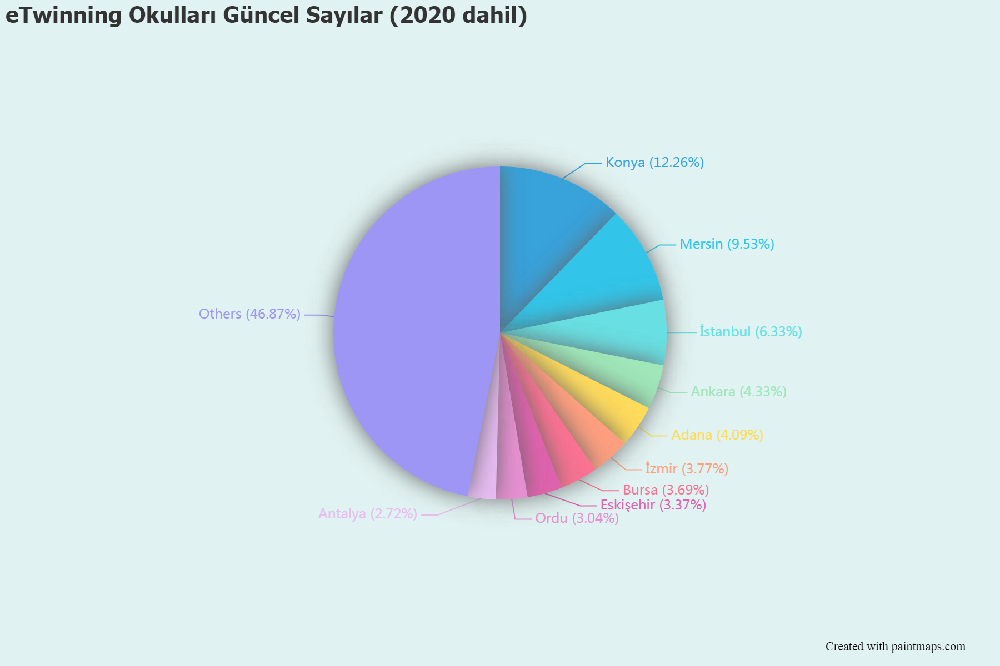 eTwinning Okulları Güncel Sayılar (2020 dahil)
Konya (12.26%)
Mersin (9.53%)
İstanbul (6.33%)
Ankara (4.33%)
Adana (4.09%)
İzmir (3.77%)
Bursa (3.69%)
Eskişehir (3.37%)
Ordu (3.04%)
Antalya (2.72%)
Others (46.87%)
Created with paintmaps.com